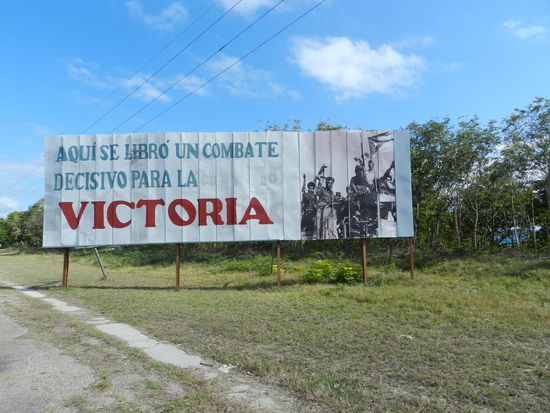 AQUÍ SE LIBRÓ UN COMBATE
DECISIVO PARA LA
VICTORIA